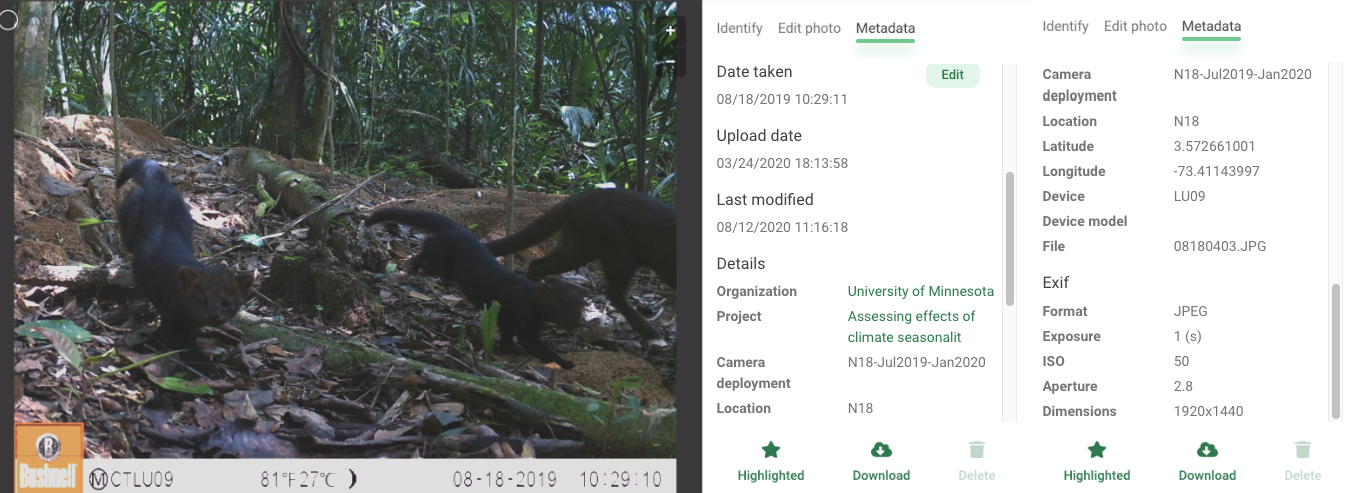 Bushnell
M CTLU09 81°F 27°C 08-18-2019 10:29:10
Identify Edit photo Metadata
Date taken Edit
08/18/2019 10:29:11
Upload date
03/24/2020 18:13:58
Last modified
08/12/2020 11:16:18
Details
Organization University of Minnesota
Project Assessing effects of
climate seasonalit
Camera N18-Jul2019-Jan2020
deployment
Location N18
Highlighted Download Delete
Identify Edit photo Metadata
Camera N18-Jul2019-Jan2020
deployment
Location N18
Latitude 3.572661001
Longitude -73.41143997
Device LU09
Device model
File 08180403.JPG
Exif
Format JPEG
Exposure 1 (s)
ISO 50
Aperture 2.8
Dimensions 1920x1440
Highlighted Download Delete